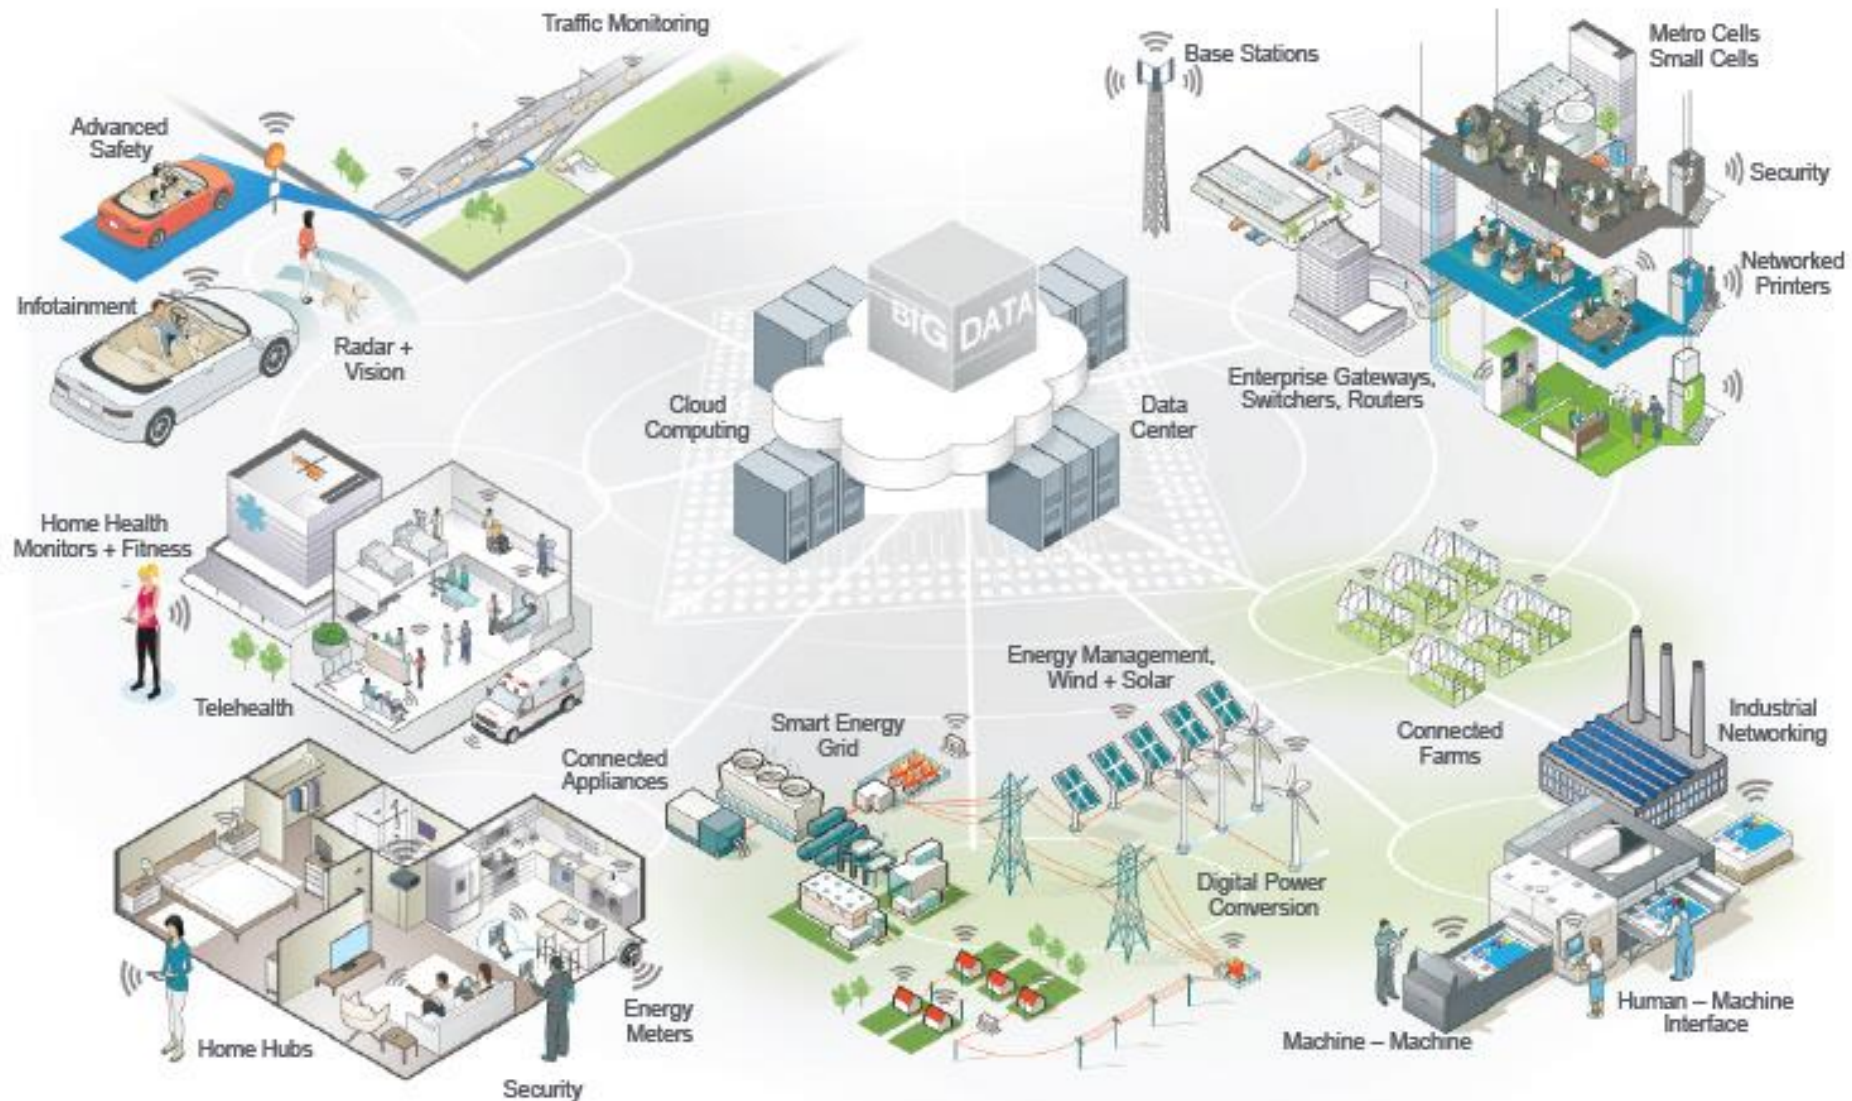 Traffic Monitoring
Base Stations
Metro Cells
Small Cells
Advanced
Safety
Security
Networked
Printers
Infotainment
Radar +
Vision
BIG DATA
Cloud
Computing
Data
Center
Enterprise Gateways,
Switchers, Routers
Home Health
Monitors + Fitness
Telehealth
Energy Management,
Wind + Solar
Smart Energy
Grid
Connected
Appliances
Connected
Farms
Industrial
Networking
Digital Power
Conversion
Energy
Meters
Home Hubs
Security
Human – Machine
Interface
Machine – Machine